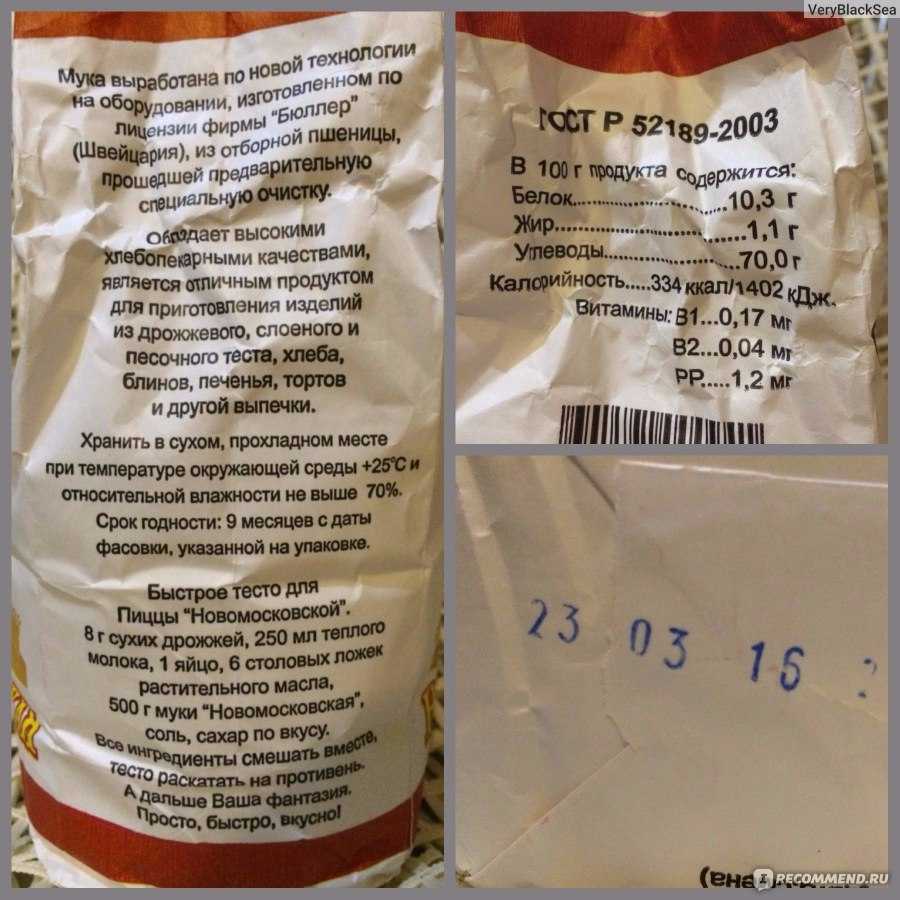 Мука выработана по новой технологии
на оборудовании, изготовленном по
лицензии фирмы "Бюллер"
(Швейцария), из отборной пшеницы,
прошедшей предварительную
специальную очистку.
Обладает высокими
хлебопекарными качествами,
является отличным продуктом
для приготовления изделий
из дрожжевого, слоеного и
песочного теста, хлеба,
блинов, печенья, тортов
и другой выпечки.
Хранить в сухом, прохладном месте
при температуре окружающей среды +25°С и
относительной влажности не выше 70%.
Срок годности: 9 месяцев с даты
фасовки, указанной на упаковке.
Быстрое тесто для
Пиццы "Новомосковской".
8 г сухих дрожжей, 250 мл теплого
молока, 1 яйцо, 6 столовых ложек
растительного масла,
500 г муки "Новомосковская",
соль, сахар по вкусу.
Все ингредиенты смешать вместе,
тесто раскатать на противень.
А дальше Ваша фантазия.
Просто, быстро, вкусно!
VeryBlackSea
ГОСТ Р 52189-2003
В 100 г продукта содержится:
Белок.....................10,3 г
Жир.......................1,1 г
Углеводы.................70,0 г
Калорийность.....334 ккал/1402 кДж.
Витамины: В1...0,17 мг
В2...0,04 мг
РР.....1,2 мг
23 03 16
IRECOMMEND.RU